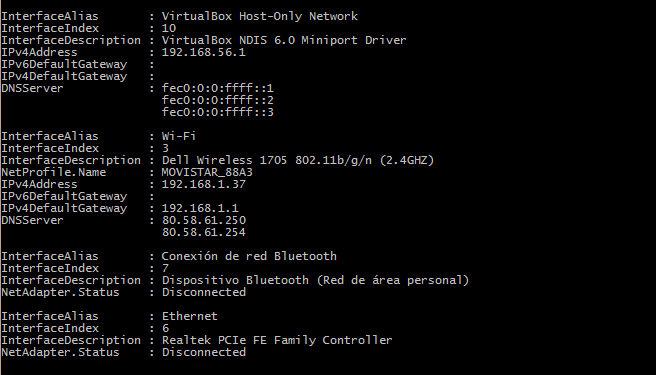 InterfaceAlias : VirtualBox Host-Only Network
InterfaceIndex : 10
InterfaceDescription : VirtualBox NDIS 6.0 Miniport Driver
IPv4Address : 192.168.56.1
IPv6DefaultGateway :
IPv4DefaultGateway :
DNSServer : fec0:0:0:ffff::1
fec0:0:0:ffff::2
fec0:0:0:ffff::3
InterfaceAlias : Wi-Fi
InterfaceIndex : 3
InterfaceDescription : Dell Wireless 1705 802.11b/g/n (2.4GHZ)
NetProfile.Name : MOVISTAR_88A3
IPv4Address : 192.168.1.37
IPv6DefaultGateway :
IPv4DefaultGateway : 192.168.1.1
DNSServer : 80.58.61.250
80.58.61.254
InterfaceAlias : Conexión de red Bluetooth
InterfaceIndex : 7
InterfaceDescription : Dispositivo Bluetooth (Red de área personal)
NetAdapter.Status : Disconnected
InterfaceAlias : Ethernet
InterfaceIndex : 6
InterfaceDescription : Realtek PCIe FE Family Controller
NetAdapter.Status : Disconnected